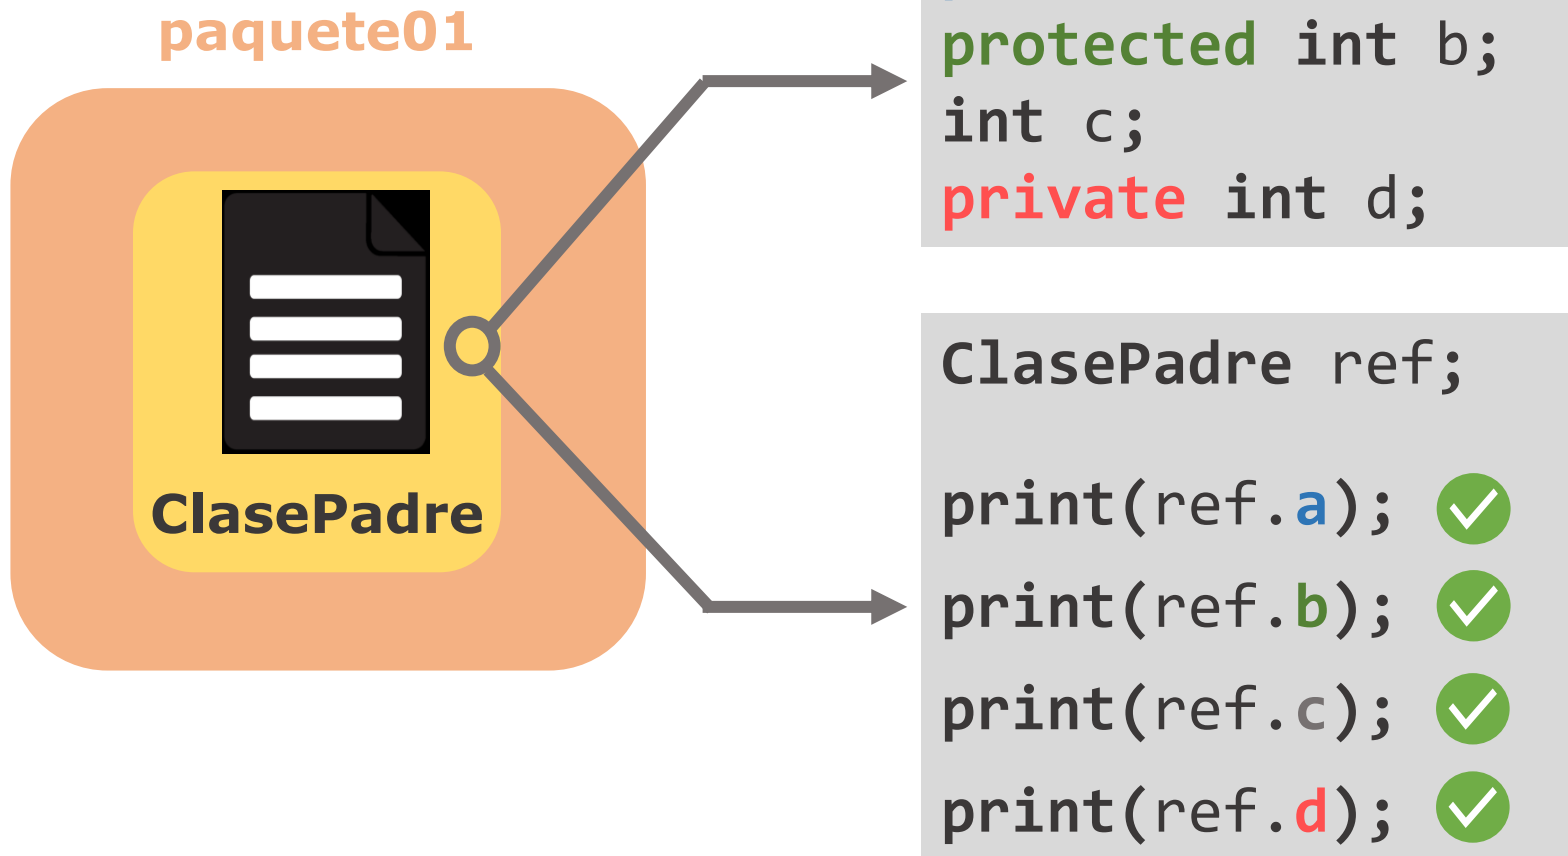 paquete01
ClasePadre
protected int b;
int c;
private int d;
ClasePadre ref;
print(ref.a);
print(ref.b);
print(ref.c);
print(ref.d);